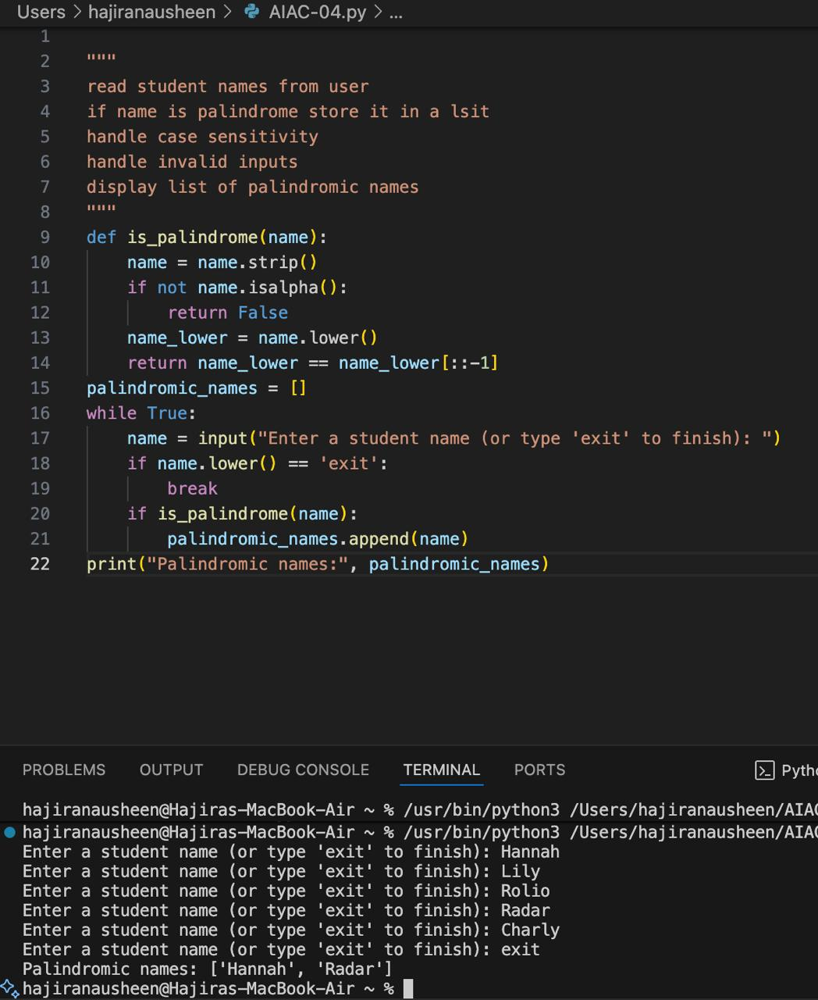 Users > hajiranausheen > AIAC-04.py > ...
1
2 """
3 read student names from user
4 if name is palindrome store it in a lsit
5 handle case sensitivity
6 handle invalid inputs
7 display list of palindromic names
8 """
9 def is_palindrome(name):
10     name = name.strip()
11     if not name.isalpha():
12         return False
13     name_lower = name.lower()
14     return name_lower == name_lower[::-1]
15 palindromic_names = []
16 while True:
17     name = input("Enter a student name (or type 'exit' to finish): ")
18     if name.lower() == 'exit':
19         break
20     if is_palindrome(name):
21         palindromic_names.append(name)
22 print("Palindromic names:", palindromic_names)
PROBLEMS OUTPUT DEBUG CONSOLE TERMINAL PORTS Pytho
hajiranausheen@Hajiras-MacBook-Air ~ % /usr/bin/python3 /Users/hajiranausheen/AIAC
hajiranausheen@Hajiras-MacBook-Air ~ % /usr/bin/python3 /Users/hajiranausheen/AIAC
Enter a student name (or type 'exit' to finish): Hannah
Enter a student name (or type 'exit' to finish): Lily
Enter a student name (or type 'exit' to finish): Rolio
Enter a student name (or type 'exit' to finish): Radar
Enter a student name (or type 'exit' to finish): Charly
Enter a student name (or type 'exit' to finish): exit
Palindromic names: ['Hannah', 'Radar']
hajiranausheen@Hajiras-MacBook-Air ~ %